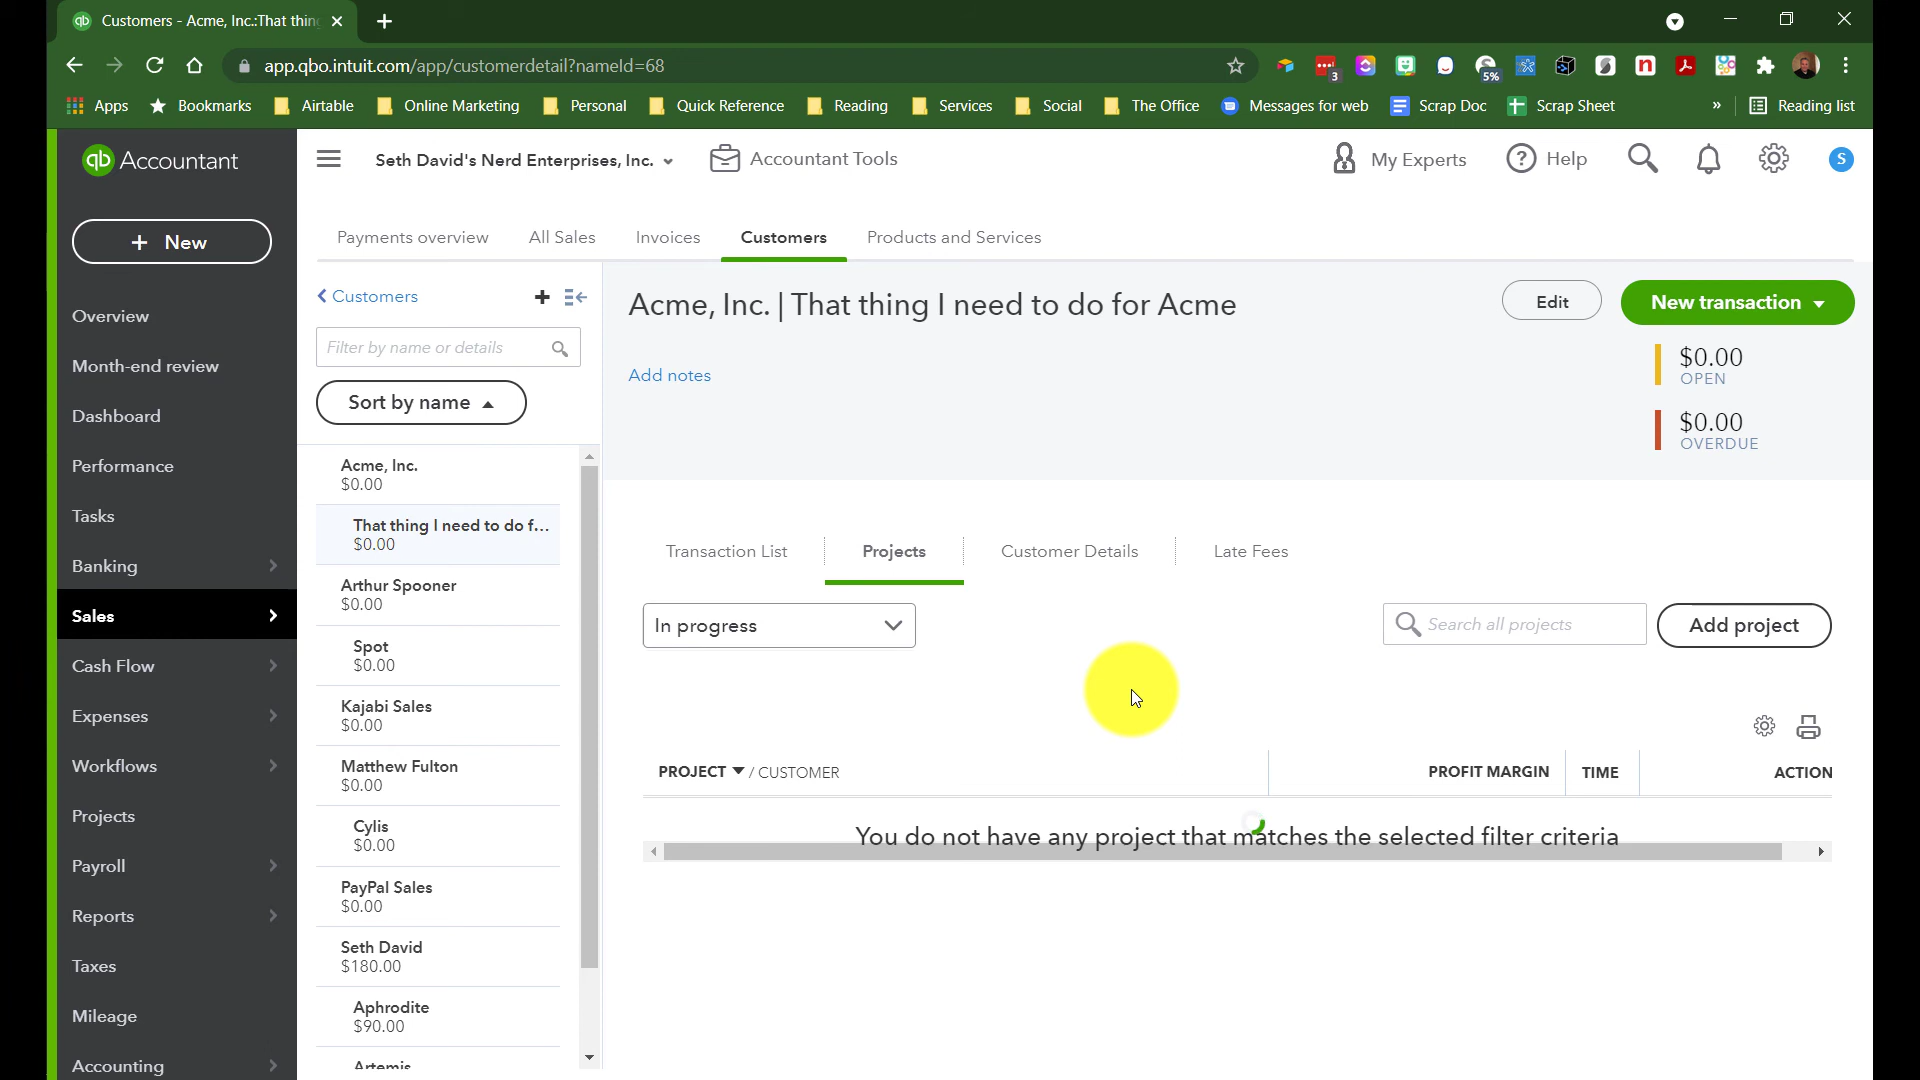 Customers - Acme, Inc.:That thin
app.qbo.intuit.com/app/customerdetail?nameId=68
3
5%
Apps
Bookmarks
Airtable
Online Marketing
Personal
Quick Reference
Reading
Services
Social
The Office
Messages for web
Scrap Doc
Scrap Sheet
»
Reading list
qb Accountant
Seth David's Nerd Enterprises, Inc.
Accountant Tools
My Experts
Help
S
+ New
Payments overview
All Sales
Invoices
Customers
Products and Services
Overview
Month-end review
Dashboard
Performance
Tasks
Banking
Sales
Cash Flow
Expenses
Workflows
Projects
Payroll
Reports
Taxes
Mileage
Accounting
Customers
Filter by name or details
Sort by name
Acme, Inc.
$0.00
That thing I need to do f...
$0.00
Arthur Spooner
$0.00
Spot
$0.00
Kajabi Sales
$0.00
Matthew Fulton
$0.00
Cylis
$0.00
PayPal Sales
$0.00
Seth David
$180.00
Aphrodite
$90.00
Artemis
Acme, Inc. | That thing I need to do for Acme
Edit
New transaction
Add notes
$0.00
OPEN
$0.00
OVERDUE
Transaction List
Projects
Customer Details
Late Fees
In progress
Search all projects
Add project
PROJECT / CUSTOMER
PROFIT MARGIN
TIME
ACTION
You do not have any project that matches the selected filter criteria